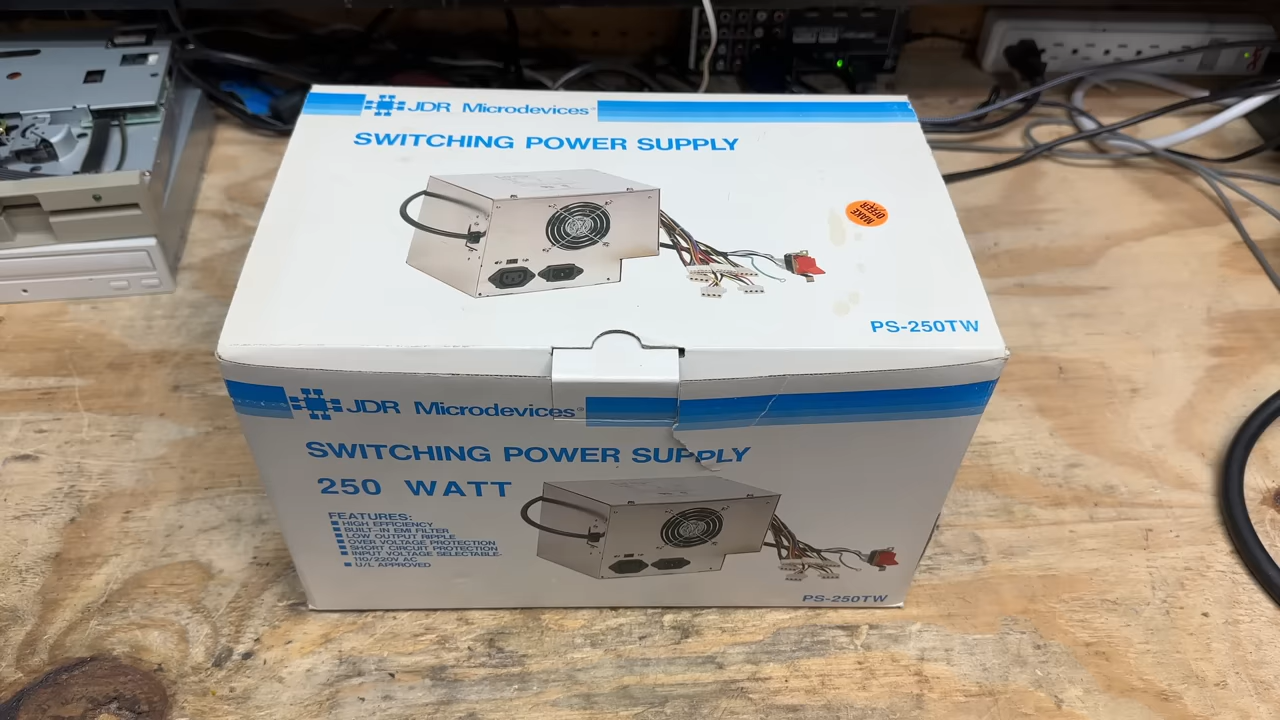 JDR Microdevices®
SWITCHING POWER SUPPLY
MAKE
OFFER
PS-250TW
JDR Microdevices®
SWITCHING POWER SUPPLY
250 WATT
FEATURES:
■ HIGH EFFICIENCY
■ BUILT-IN EMI FILTER
■ LOW OUTPUT RIPPLE
■ OVER VOLTAGE PROTECTION
■ SHORT CIRCUIT PROTECTION
■ INPUT VOLTAGE SELECTABLE-
110/220V AC
■ U/L APPROVED
PS-250TW